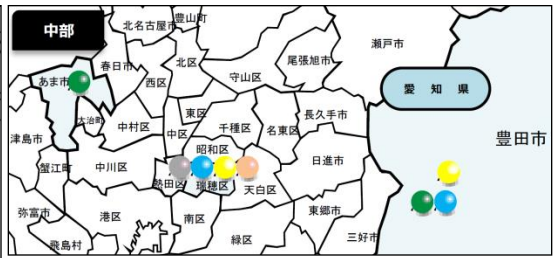 中部
豊山町
北名古屋市
瀬戸市
春日市
北区
尾張旭市
あま市
西区
守山区
愛 知 県
大治町
東区
長久手市
津島市
中村区
中区
千種区
名東区
豊田市
昭和区
蟹江町
中川区
熱田区
瑞穂区
天白区
日進市
弥富市
港区
南区
東郷市
飛島村
緑区
三好市